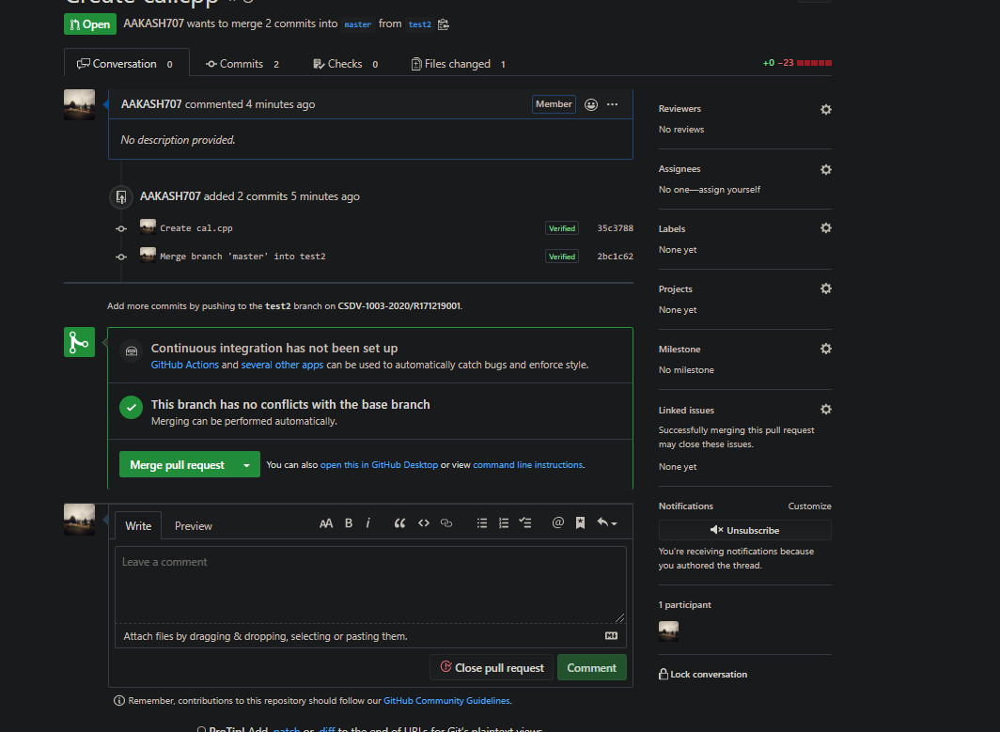 Create cal.cpp
Open AAKASH707 wants to merge 2 commits into master from test2
Conversation 0 Commits 2 Checks 0 Files changed 1 +0 −23
AAKASH707 commented 4 minutes ago Member
No description provided.
AAKASH707 added 2 commits 5 minutes ago
Create cal.cpp Verified 35c3788
Merge branch 'master' into test2 Verified 2bc1c62
Add more commits by pushing to the test2 branch on CSDV-1003-2020/R171219001.
Continuous integration has not been set up
GitHub Actions and several other apps can be used to automatically catch bugs and enforce style.
This branch has no conflicts with the base branch
Merging can be performed automatically.
Merge pull request You can also open this in GitHub Desktop or view command line instructions.
Write Preview AA B i @
Leave a comment
Attach files by dragging & dropping, selecting or pasting them.
Close pull request Comment
Remember, contributions to this repository should follow our GitHub Community Guidelines.
ProTip! Add .patch or .diff to the end of URLs for Git's plaintext views.
Reviewers
No reviews
Assignees
No one—assign yourself
Labels
None yet
Projects
None yet
Milestone
No milestone
Linked issues
Successfully merging this pull request
may close these issues.
None yet
Notifications Customize
Unsubscribe
You're receiving notifications because
you authored the thread.
1 participant
Lock conversation